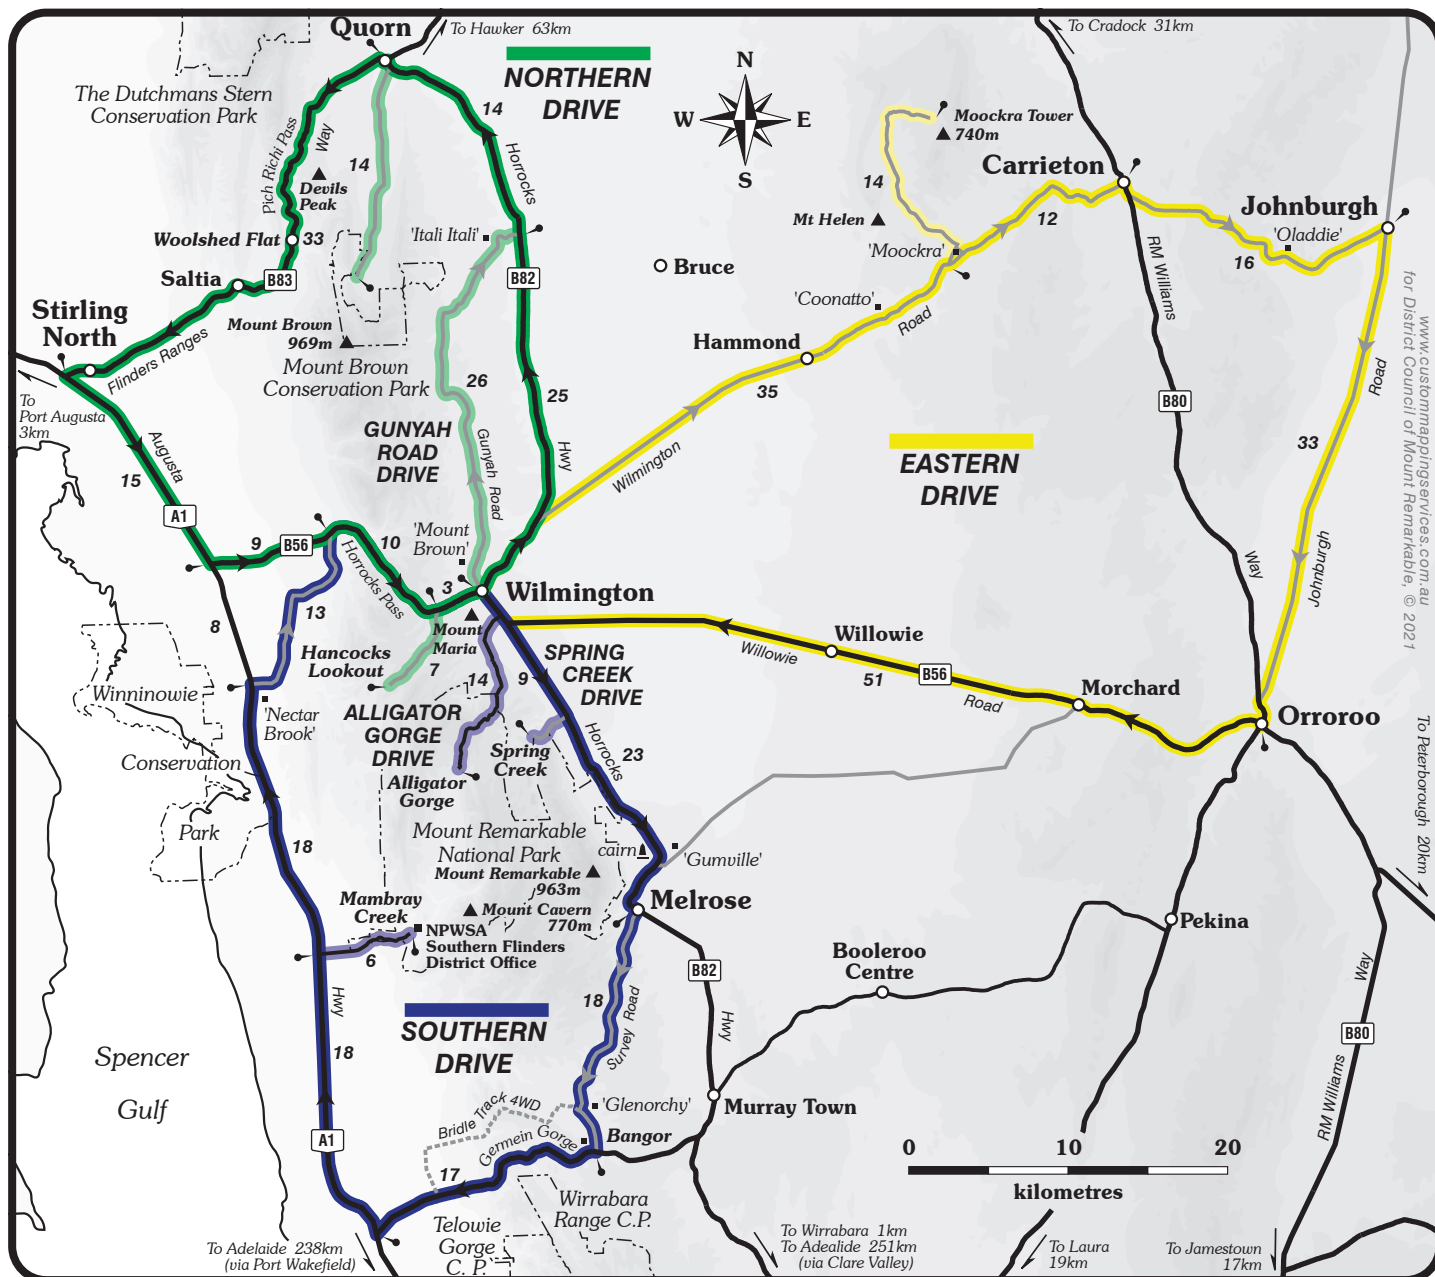 Quorn
To Hawker 63km
NORTHERN
DRIVE
N
W E
S
To Cradock 31km
The Dutchmans Stern
Conservation Park
Pich Richi Pass
Way
14
14
Devils
Peak
Horrocks
Moockra Tower
740m
Carrieton
14
Mt Helen
12
Johnburgh
'Oladdie'
16
Woolshed Flat
33
'Itali Itali'
'Moockra'
RM Williams
Saltia
B83
B82
Bruce
'Coonatto'
Road
Stirling
North
Flinders Ranges
Mount Brown
969m
Mount Brown
Conservation Park
Hammond
35
To
Port Augusta
3km
26
25
B80
Road
Augusta
15
GUNYAH
ROAD
DRIVE
Gunyah Road
Hwy
Wilmington
EASTERN
DRIVE
33
www.custommappingservices.com.au
for District Council of Mount Remarkable, © 2021
A1
9
B56
10
Horrocks Pass
'Mount
Brown'
3
Wilmington
Way
Johnburgh
8
13
Hancocks
Lookout
7
Mount
Maria
14
9
SPRING
CREEK
DRIVE
Willowie
Willowie
51
B56
Road
Morchard
Orroroo
Winninowie
'Nectar
Brook'
ALLIGATOR
GORGE
DRIVE
Alligator
Gorge
Spring
Creek
Horrocks
23
To Peterborough 20km
Conservation
Park
18
Mount Remarkable
National Park
cairn
'Gumville'
Mount Remarkable
963m
Melrose
Mambray
Creek
Mount Cavern
770m
NPWSA
Southern Flinders
District Office
6
Pekina
Booleroo
Centre
B82
Hwy
Hwy
18
18
Survey Road
SOUTHERN
DRIVE
Way
B80
RM Williams
Spencer
Gulf
A1
Bridle Track 4WD
'Glenorchy'
Murray Town
Germein Gorge
Bangor
17
0 10 20
kilometres
Wirrabara
Range C.P.
Telowie
Gorge
C. P.
To Adelaide 238km
(via Port Wakefield)
To Wirrabara 1km
To Adealide 251km
(via Clare Valley)
To Laura
19km
To Jamestown
17km